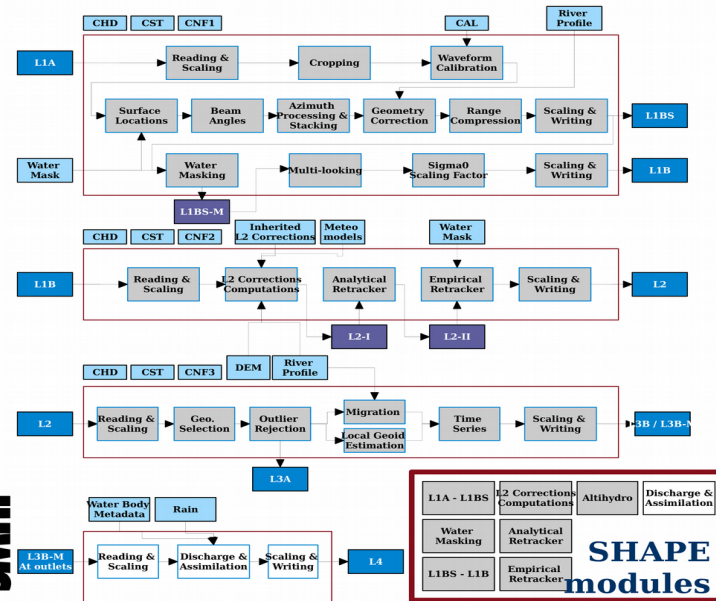 CHD CST CNF1 CAL River
Profile
L1A Reading &
Scaling Cropping Waveform
Calibration
Surface
Locations Beam
Angles Azimuth
Processing &
Stacking Geometry
Correction Range
Compression Scaling &
Writing L1BS
Water
Mask Water
Masking Multi-looking Sigma0
Scaling Factor Scaling &
Writing L1B
L1BS-M
CHD CST CNF2 Inherited
L2 Corrections Meteo
models Water
Mask
L1B Reading &
Scaling L2 Corrections
Computations Analytical
Retracker Empirical
Retracker Scaling &
Writing L2
L2-I L2-II
CHD CST CNF3 DEM River
Profile
L2 Reading &
Scaling Geo.
Selection Outlier
Rejection Migration
Local Geoid
Estimation Time
Series Scaling &
Writing 3B / L3B-M
L3A
Water Body
Metadata Rain
L3B-M
At outlets Reading &
Scaling Discharge &
Assimilation Scaling &
Writing L4
L1A - L1BS L2 Corrections
Computations Altihydro Discharge &
Assimilation
Water
Masking Analytical
Retracker
L1BS - L1B Empirical
Retracker
SHAPE
modules